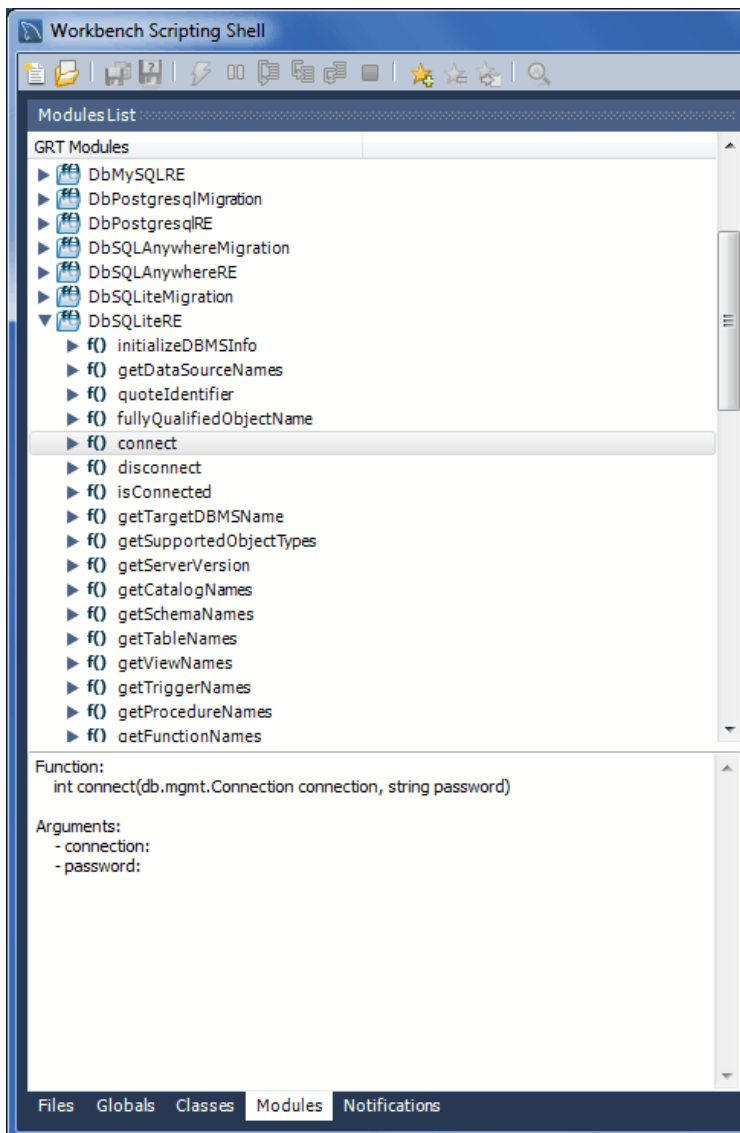 Workbench Scripting Shell
Modules List
GRT Modules
DbMySQLRE
DbPostgresqlMigration
DbPostgresqlRE
DbSQLAnywhereMigration
DbSQLAnywhereRE
DbSQLiteMigration
DbSQLiteRE
f() initializeDBMSInfo
f() getDataSourceNames
f() quoteIdentifier
f() fullyQualifiedObjectName
f() connect
f() disconnect
f() isConnected
f() getTargetDBMSName
f() getSupportedObjectTypes
f() getServerVersion
f() getCatalogNames
f() getSchemaNames
f() getTableNames
f() getViewNames
f() getTriggerNames
f() getProcedureNames
f() getFunctionNames
Function:
int connect(db.mgmt.Connection connection, string password)
Arguments:
- connection:
- password:
Files Globals Classes Modules Notifications